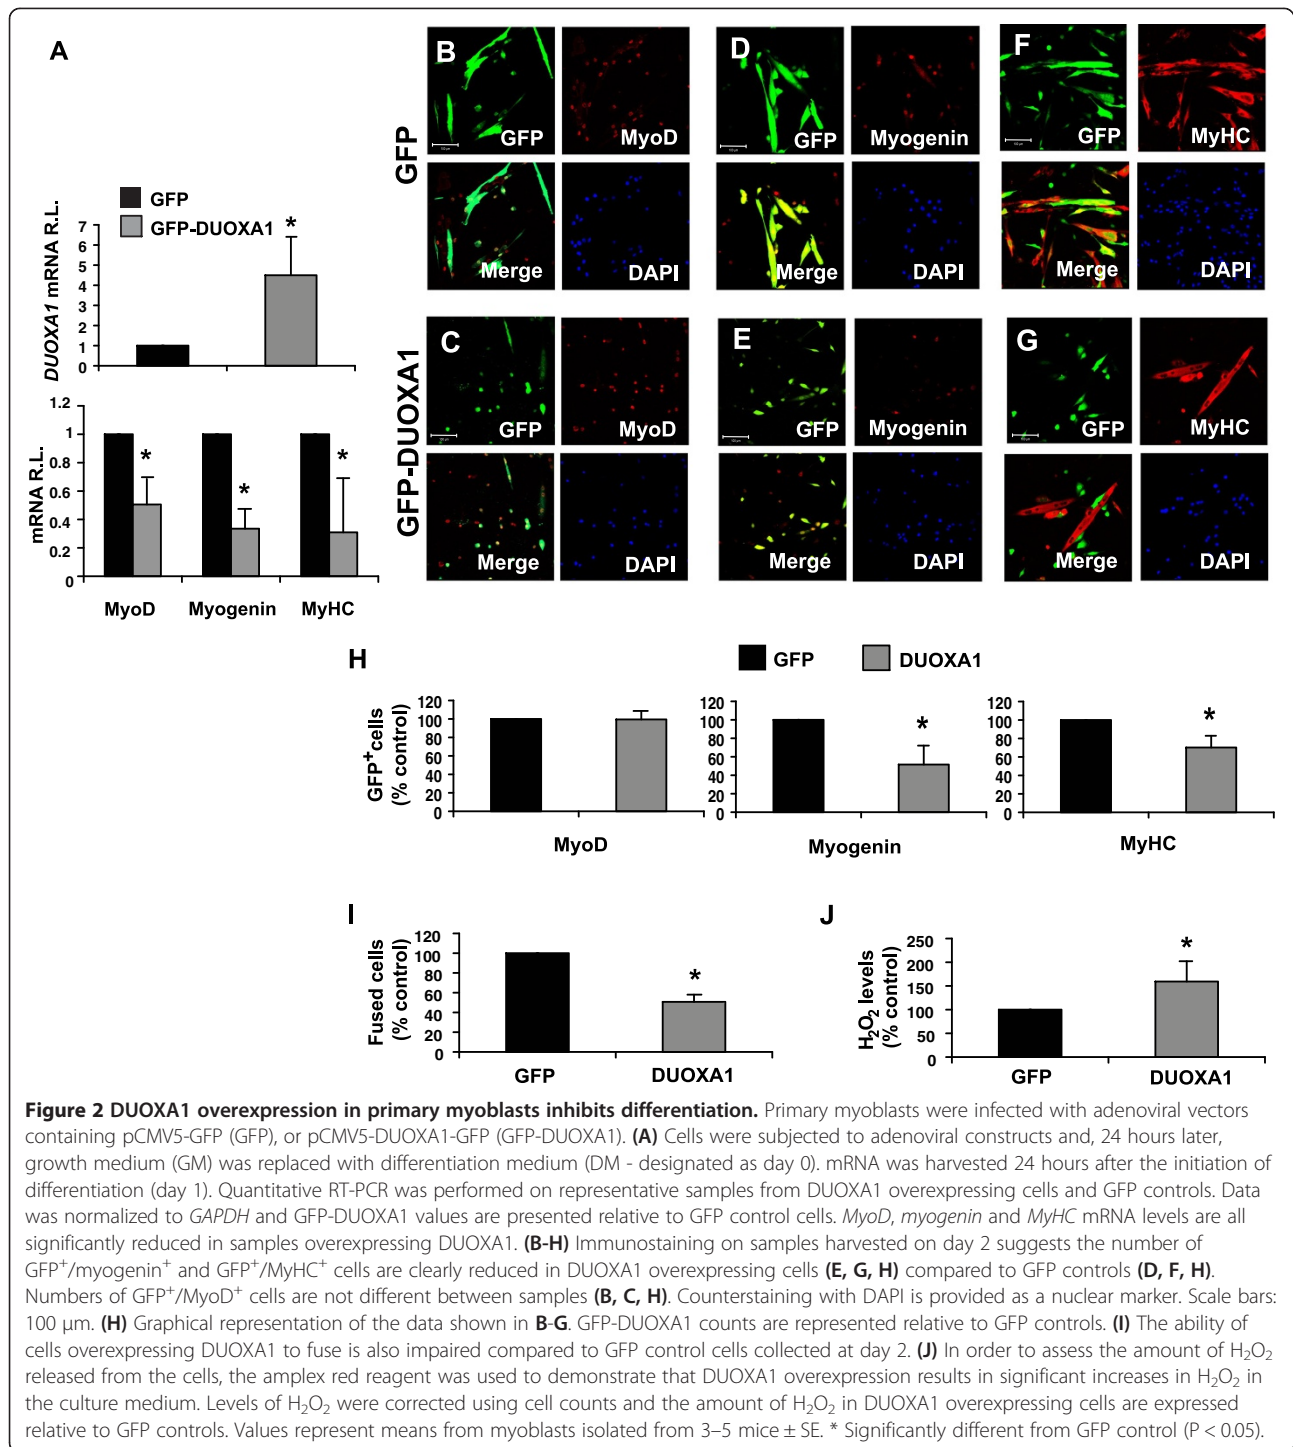 A
GFP
GFP-DUOXA1
DUOXA1 mRNA R.L.
7
6
5
4
3
2
1
0
*
mRNA R.L.
1.2
1
0.8
0.6
0.4
0.2
0
*
*
*
MyoD
Myogenin
MyHC
GFP
B
GFP
MyoD
Merge
DAPI
D
GFP
Myogenin
Merge
DAPI
F
GFP
MyHC
Merge
DAPI
GFP-DUOXA1
C
GFP
MyoD
Merge
DAPI
E
GFP
Myogenin
Merge
DAPI
G
GFP
MyHC
Merge
DAPI
H
GFP
DUOXA1
GFP⁺cells
(% control)
120
100
80
60
40
20
0
MyoD
120
100
80
60
40
20
0
*
Myogenin
120
100
80
60
40
20
0
*
MyHC
I
Fused cells
(% control)
120
100
80
60
40
20
0
*
GFP
DUOXA1
J
H₂O₂ levels
(% control)
250
200
150
100
50
0
*
GFP
DUOXA1
Figure 2 DUOXA1 overexpression in primary myoblasts inhibits differentiation. Primary myoblasts were infected with adenoviral vectors
containing pCMV5-GFP (GFP), or pCMV5-DUOXA1-GFP (GFP-DUOXA1). (A) Cells were subjected to adenoviral constructs and, 24 hours later,
growth medium (GM) was replaced with differentiation medium (DM - designated as day 0). mRNA was harvested 24 hours after the initiation of
differentiation (day 1). Quantitative RT-PCR was performed on representative samples from DUOXA1 overexpressing cells and GFP controls. Data
was normalized to GAPDH and GFP-DUOXA1 values are presented relative to GFP control cells. MyoD, myogenin and MyHC mRNA levels are all
significantly reduced in samples overexpressing DUOXA1. (B-H) Immunostaining on samples harvested on day 2 suggests the number of
GFP⁺/myogenin⁺ and GFP⁺/MyHC⁺ cells are clearly reduced in DUOXA1 overexpressing cells (E, G, H) compared to GFP controls (D, F, H).
Numbers of GFP⁺/MyoD⁺ cells are not different between samples (B, C, H). Counterstaining with DAPI is provided as a nuclear marker. Scale bars:
100 μm. (H) Graphical representation of the data shown in B-G. GFP-DUOXA1 counts are represented relative to GFP controls. (I) The ability of
cells overexpressing DUOXA1 to fuse is also impaired compared to GFP control cells collected at day 2. (J) In order to assess the amount of H₂O₂
released from the cells, the amplex red reagent was used to demonstrate that DUOXA1 overexpression results in significant increases in H₂O₂ in
the culture medium. Levels of H₂O₂ were corrected using cell counts and the amount of H₂O₂ in DUOXA1 overexpressing cells are expressed
relative to GFP controls. Values represent means from myoblasts isolated from 3–5 mice ± SE. * Significantly different from GFP control (P < 0.05).